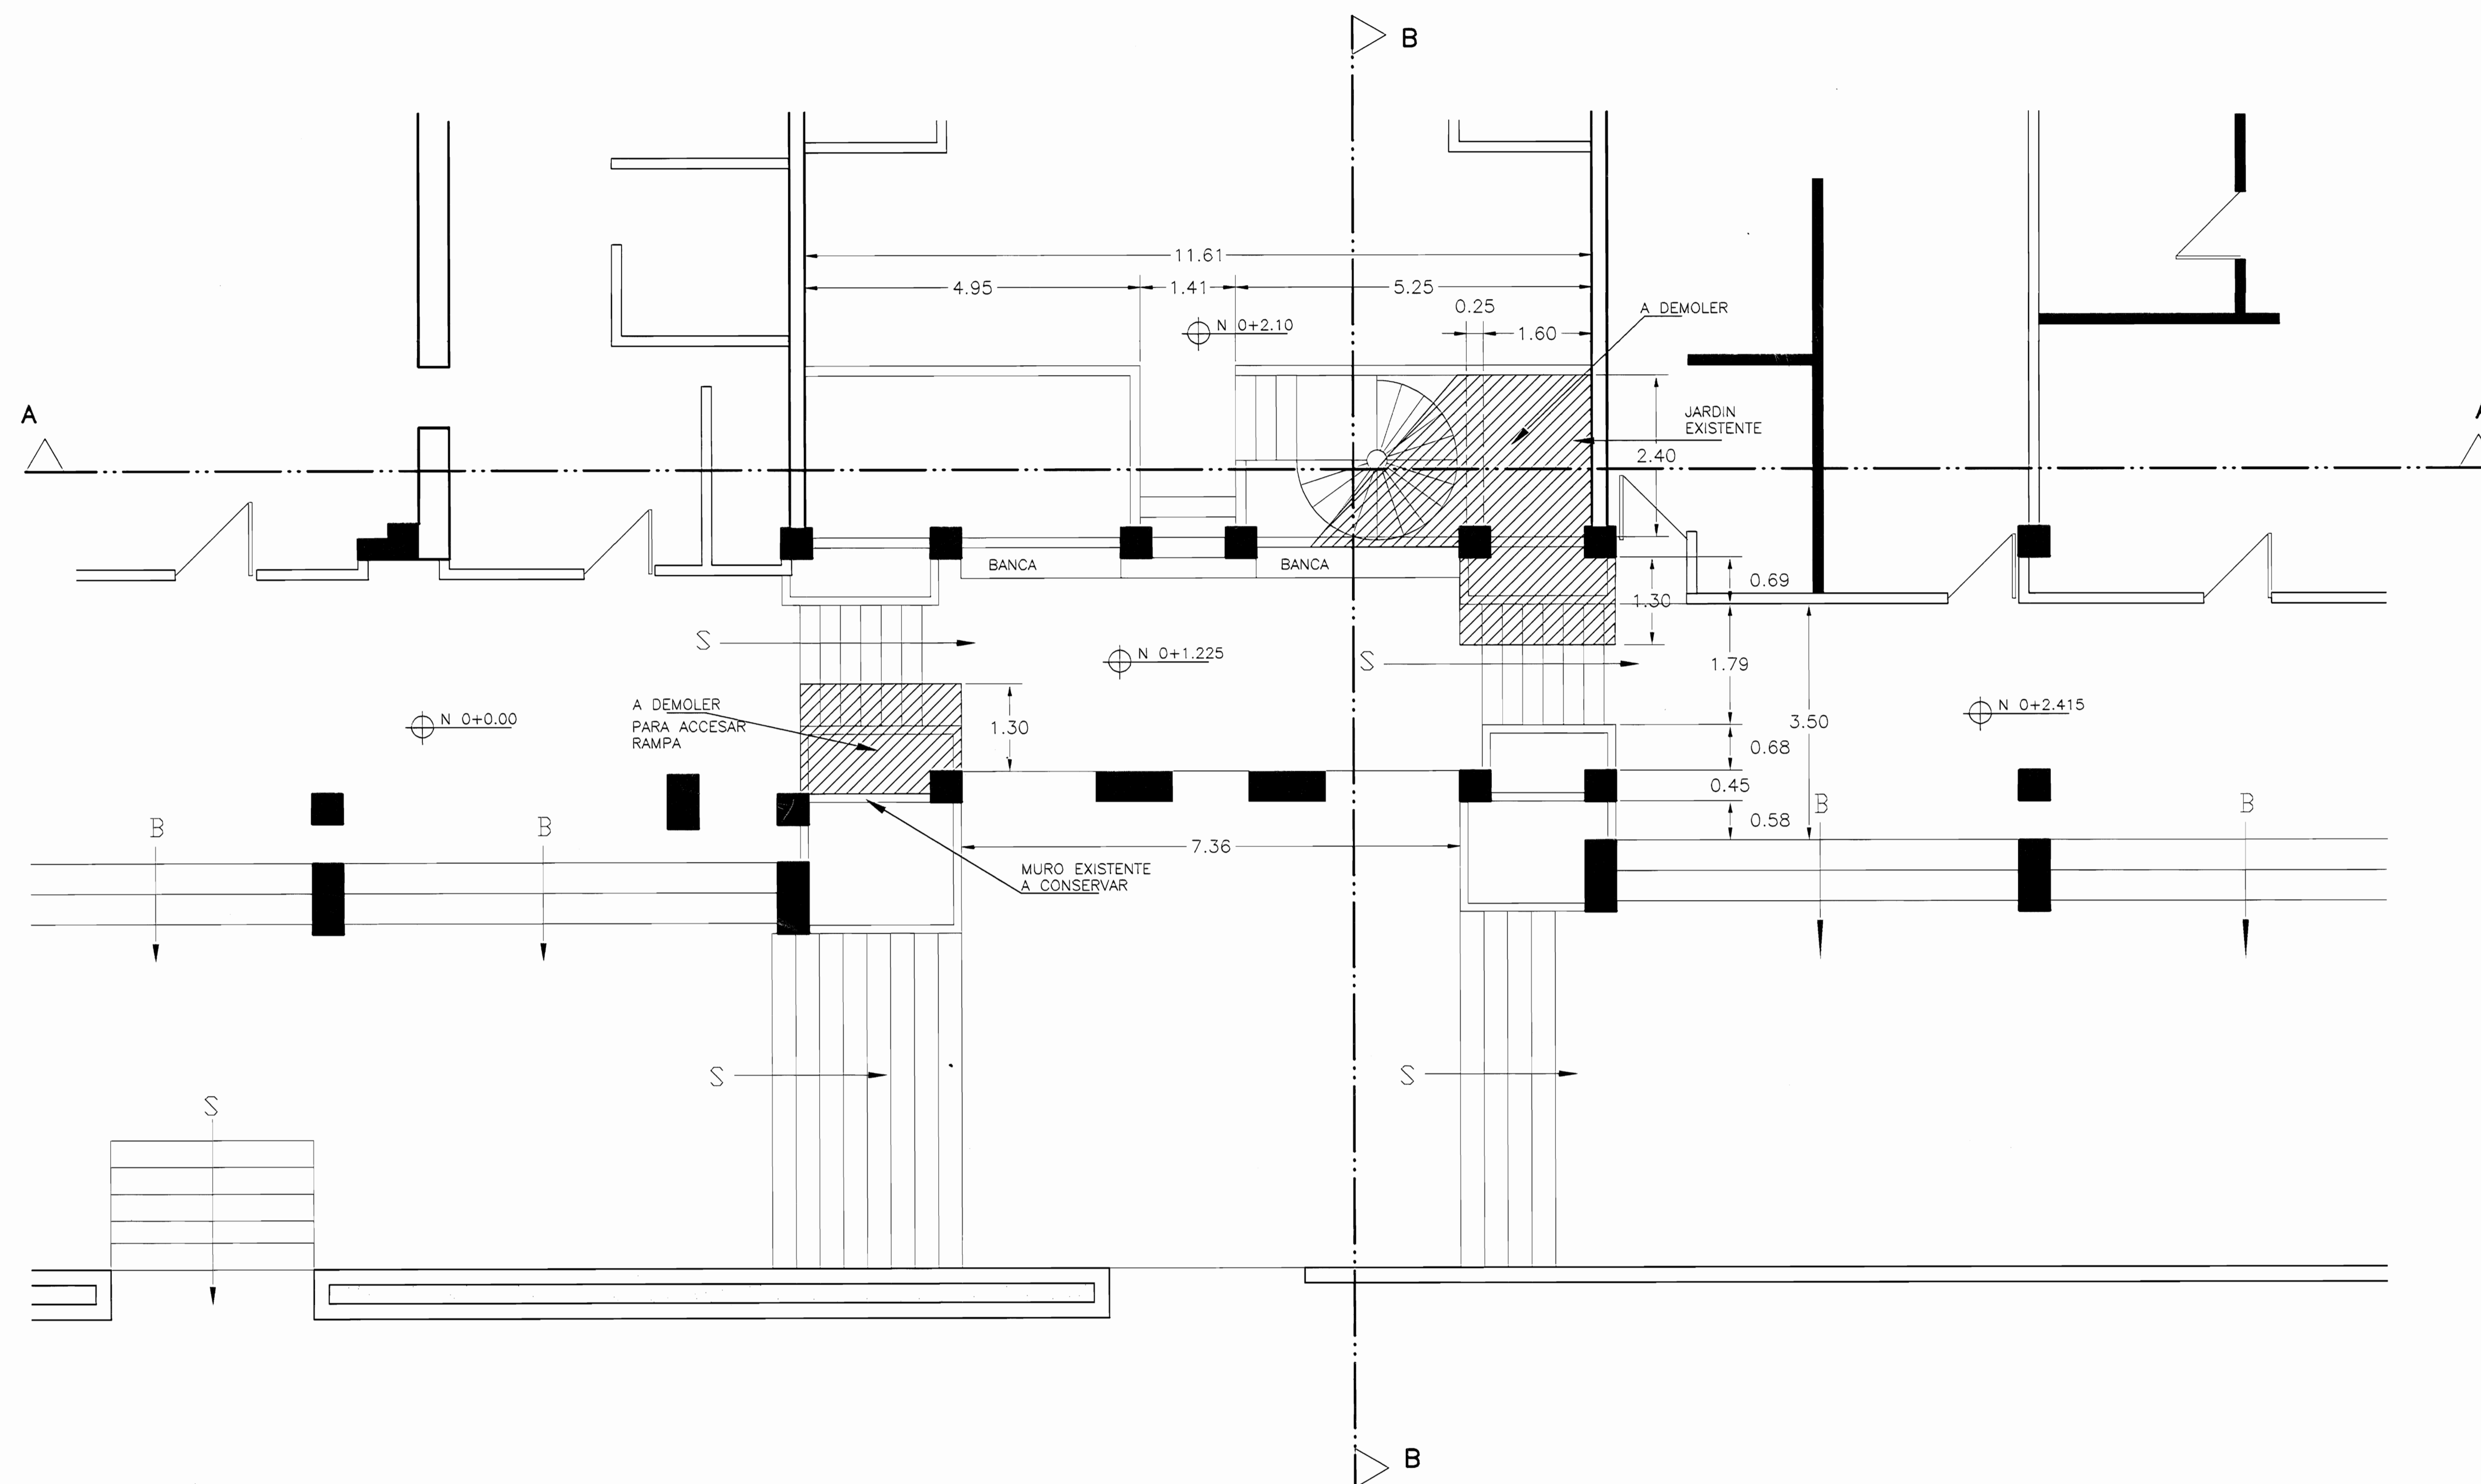 B
11.61
4.95
1.41
5.25
0.25
1.60
A DEMOLER
N 0+2.10
A
JARDIN
EXISTENTE
2.40
BANCA
BANCA
0.69
1.30
S
N 0+1.225
S
1.79
A DEMOLER
PARA ACCESAR
RAMPA
N 0+0.00
1.30
N 0+2.415
3.50
0.68
0.45
0.58
B
B
B
B
7.36
MURO EXISTENTE
A CONSERVAR
S
S
S
B